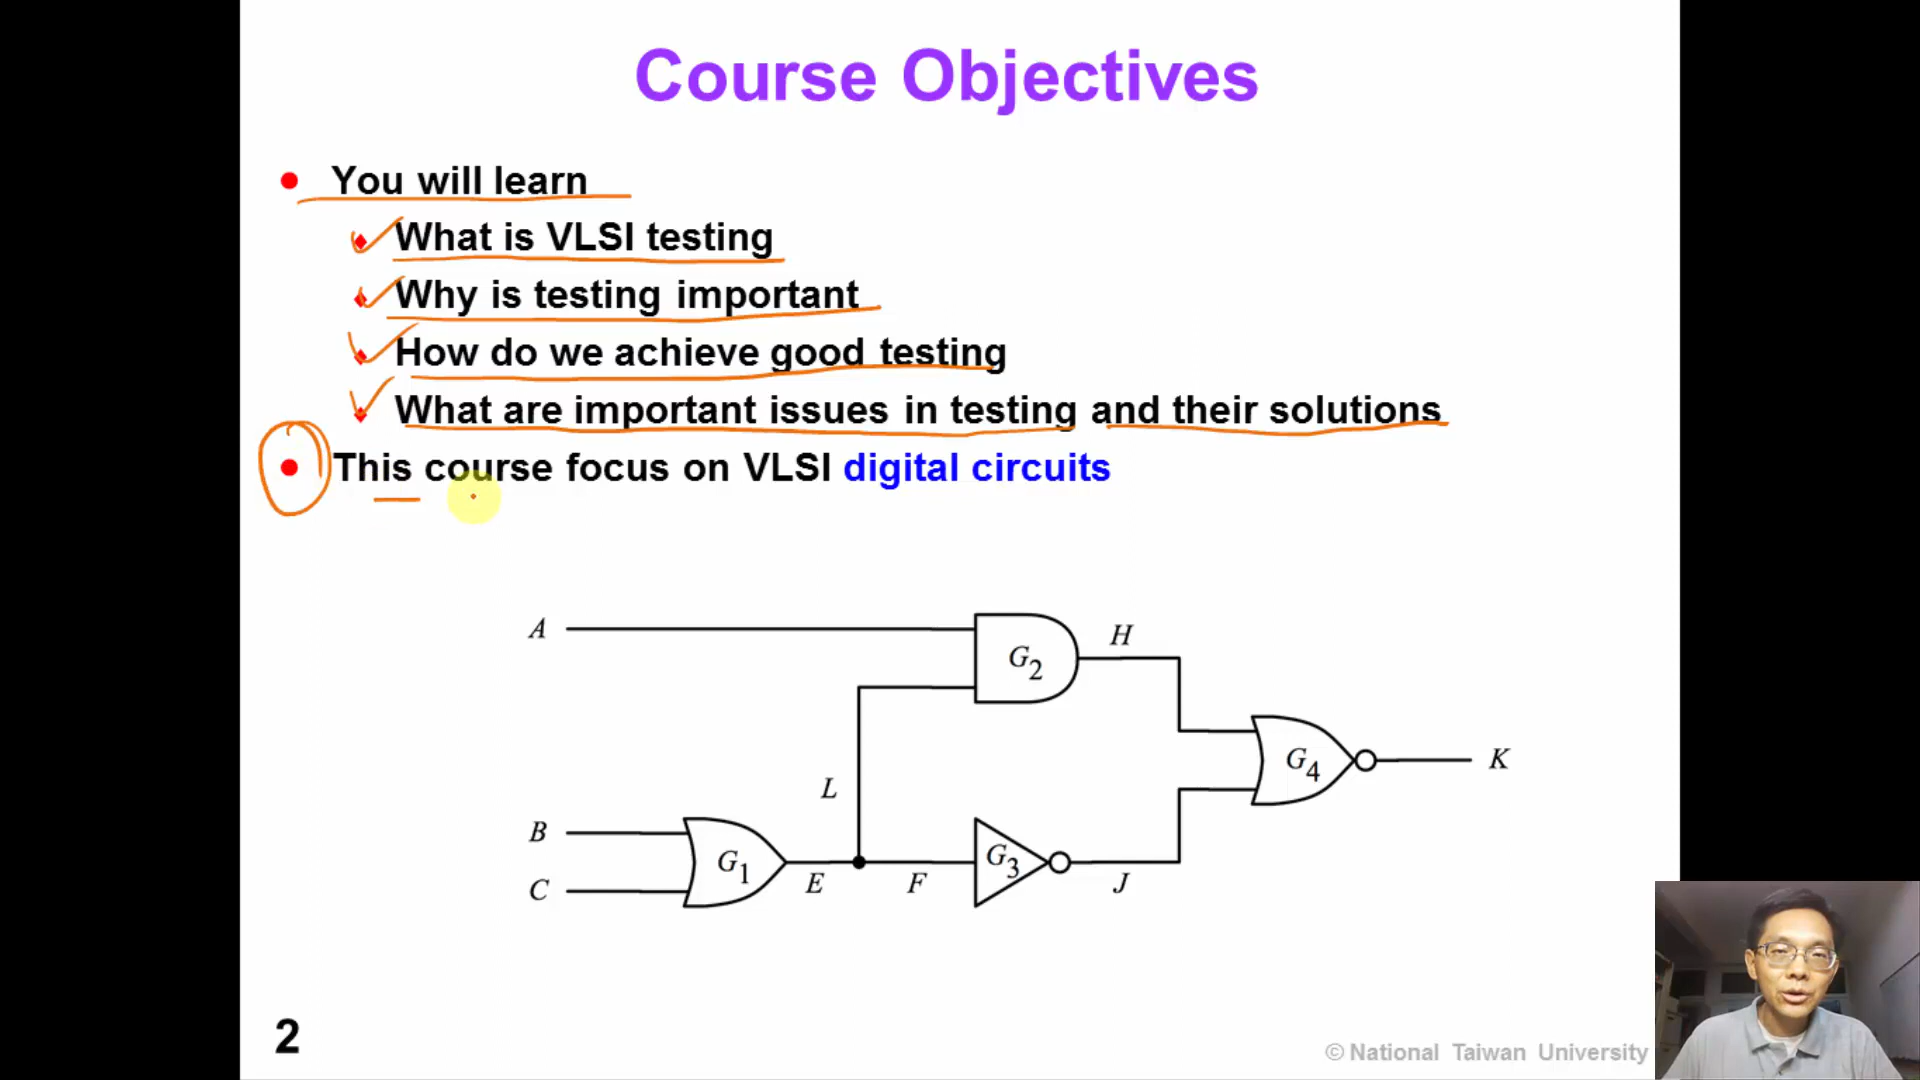 Course Objectives
You will learn
What is VLSI testing
Why is testing important
How do we achieve good testing
What are important issues in testing and their solutions
This course focus on VLSI digital circuits
A
H
G2
G4
K
L
B
G1
G3
C
E
F
J
2
© National Taiwan University